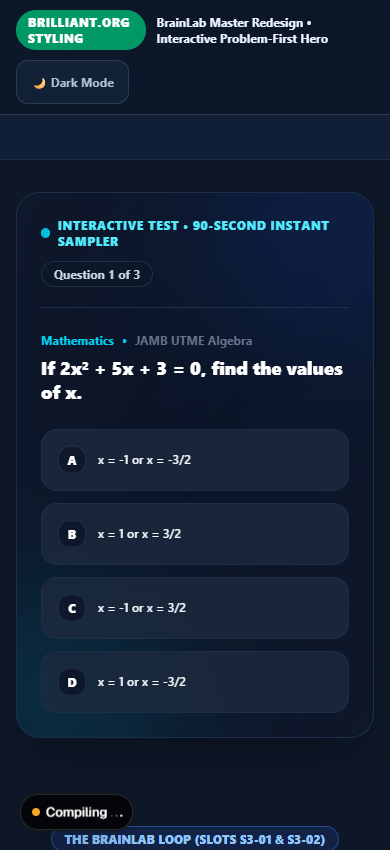 BRILLIANT.ORG
STYLING
BrainLab Master Redesign •
Interactive Problem-First Hero
🌙 Dark Mode
INTERACTIVE TEST • 90-SECOND INSTANT
SAMPLER
Question 1 of 3
Mathematics • JAMB UTME Algebra
If 2x² + 5x + 3 = 0, find the values
of x.
A x = -1 or x = -3/2
B x = 1 or x = 3/2
C x = -1 or x = 3/2
D x = 1 or x = -3/2
Compiling ...
THE BRAINLAB LOOP (SLOTS S3-01 & S3-02)